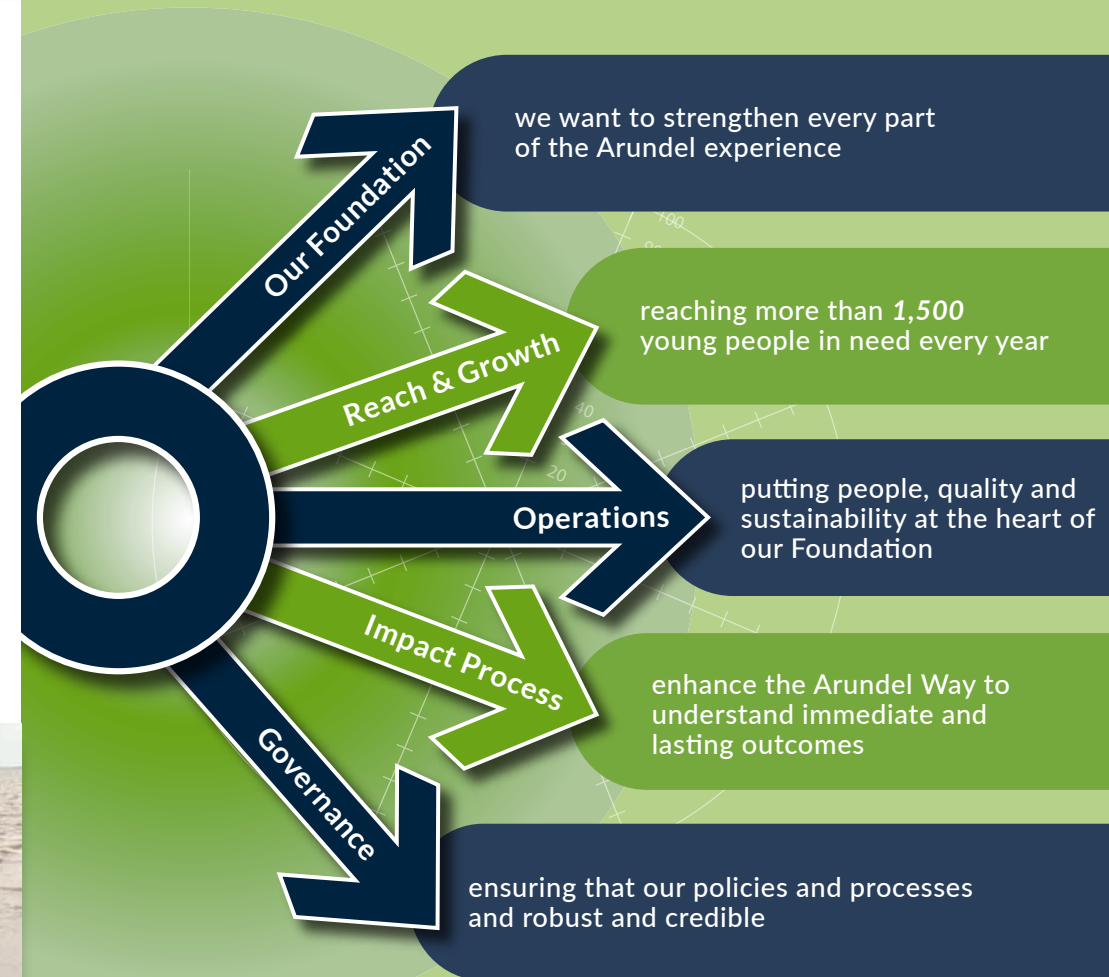 Our Foundation
we want to strengthen every part
of the Arundel experience
100
Reach & Growth
reaching more than 1,500
young people in need every year
40
20
Operations
putting people, quality and
sustainability at the heart of
our Foundation
Impact Process
enhance the Arundel Way to
understand immediate and
lasting outcomes
Governance
ensuring that our policies and processes
and robust and credible